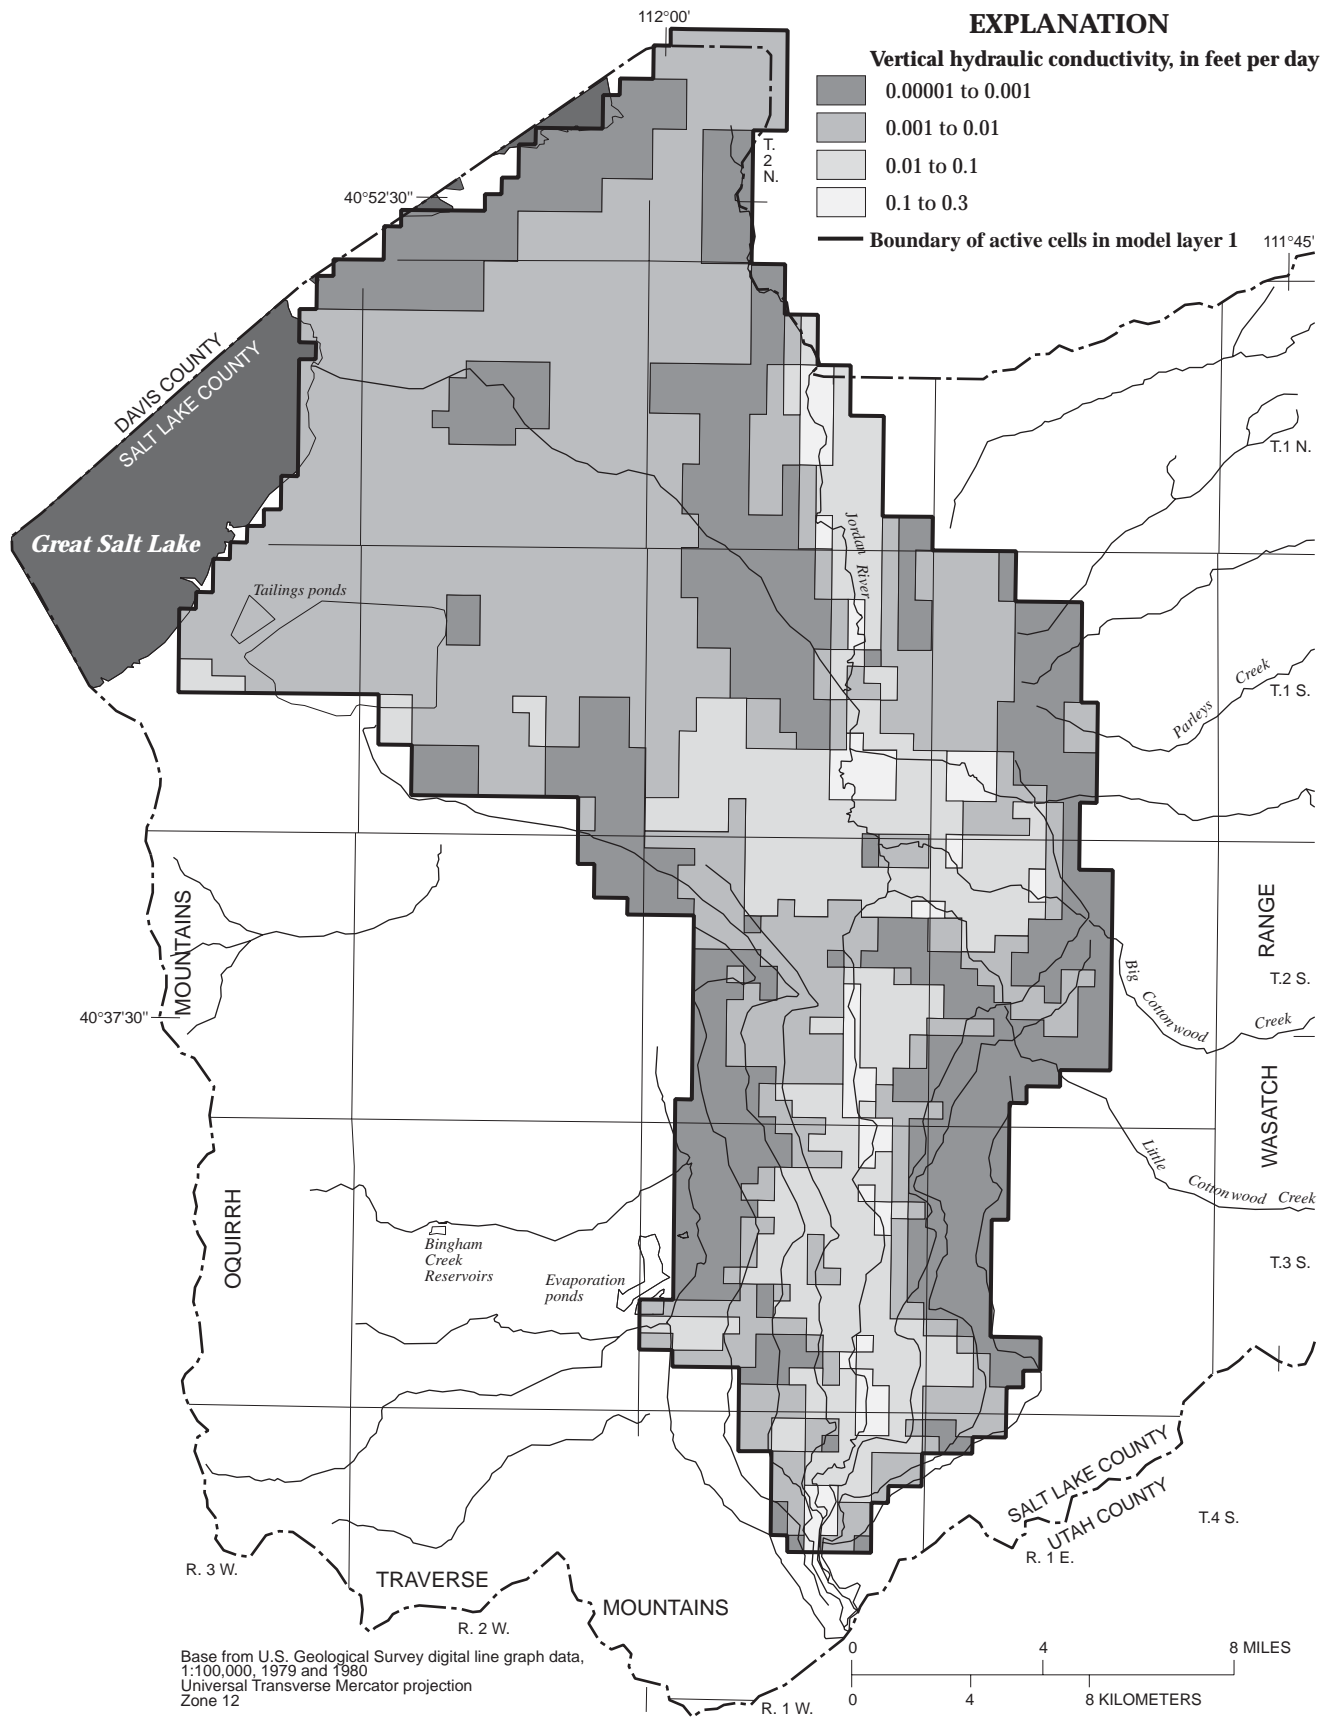 112°00'
EXPLANATION
Vertical hydraulic conductivity, in feet per day
0.00001 to 0.001
0.001 to 0.01
0.01 to 0.1
0.1 to 0.3
Boundary of active cells in model layer 1
111°45'
T.
2
N.
40°52'30"
DAVIS COUNTY
SALT LAKE COUNTY
T.1 N.
Great Salt Lake
Jordan River
Tailings ponds
Parleys Creek
T.1 S.
MOUNTAINS
RANGE
T.2 S.
Big Cottonwood Creek
40°37'30"
WASATCH
Little Cottonwood Creek
OQUIRRH
Bingham
Creek
Reservoirs
Evaporation
ponds
T.3 S.
SALT LAKE COUNTY
UTAH COUNTY
T.4 S.
R. 1 E.
R. 3 W.
TRAVERSE
MOUNTAINS
R. 2 W.
Base from U.S. Geological Survey digital line graph data,
1:100,000, 1979 and 1980
Universal Transverse Mercator projection
Zone 12
R. 1 W.
0 4 8 MILES
0 4 8 KILOMETERS